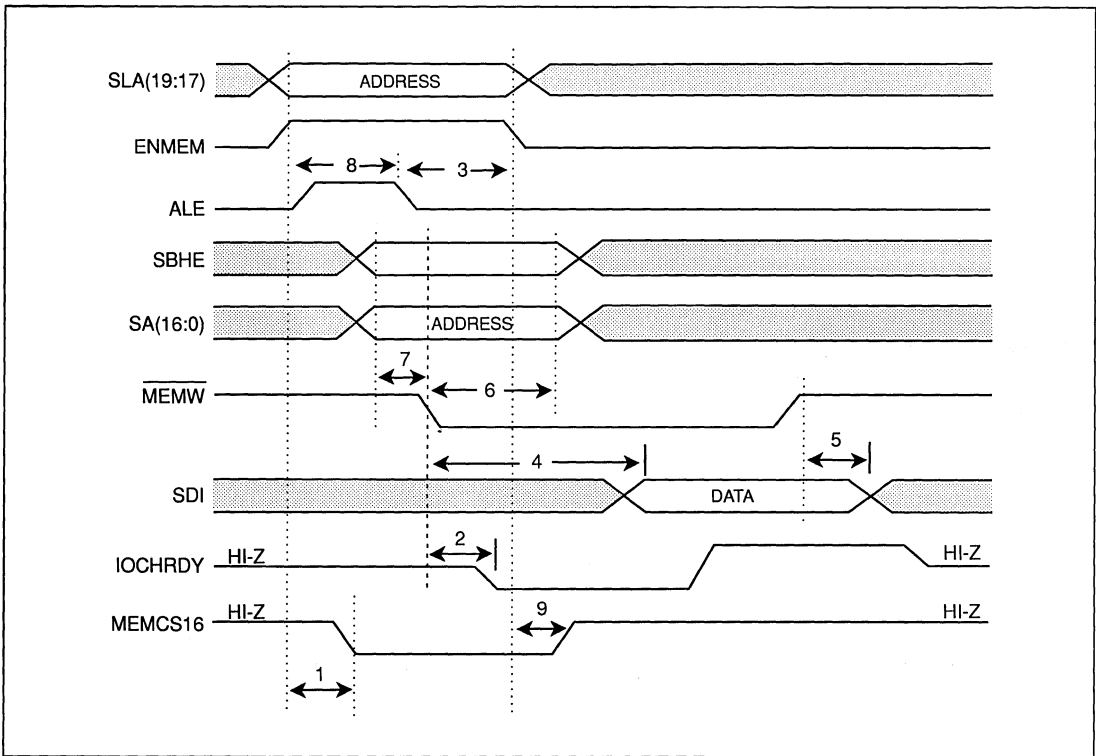 SLA(19:17)
ADDRESS
ENMEM
8
3
ALE
SBHE
SA(16:0)
ADDRESS
7
6
MEMW
4
5
SDI
DATA
2
IOCHRDY
HI-Z
HI-Z
MEMCS16
HI-Z
9
HI-Z
1